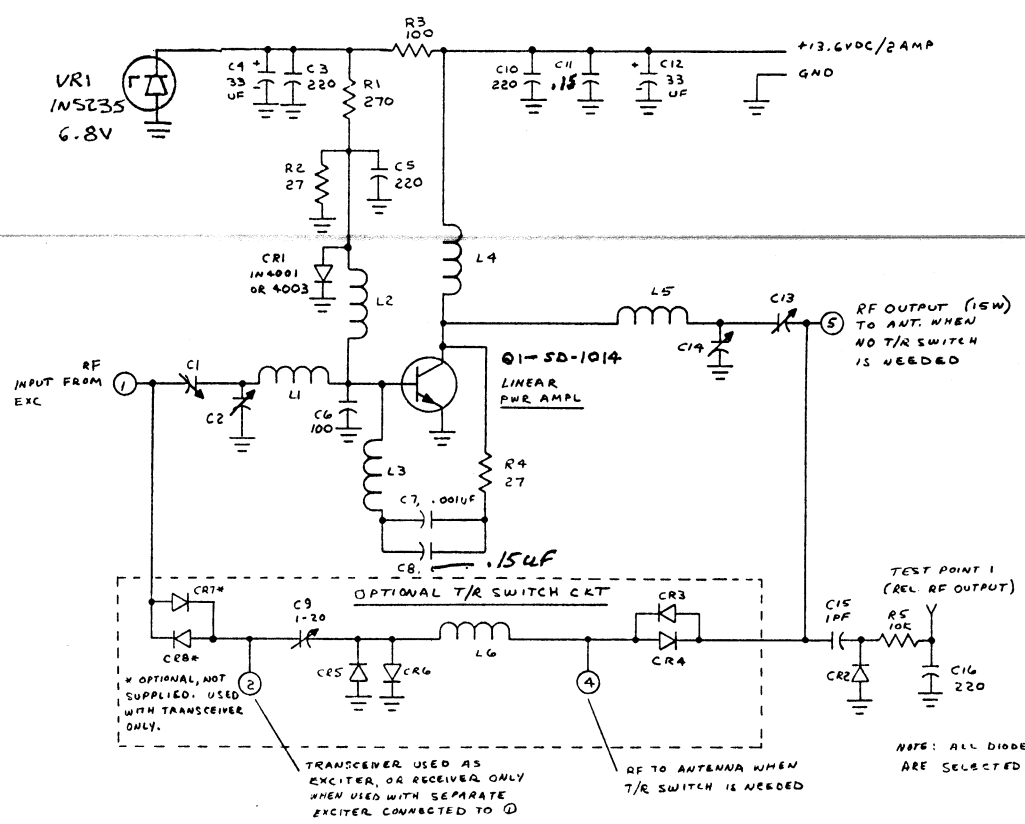 R3
100
+13.6VDC/2AMP
GND
VR1
1N5235
6.8V
C4
+
33
UF
-
C3
220
R1
270
C10
220
C11
.15
C12
+
33
UF
-
R2
27
C5
220
CR1
1N4001
OR 4003
L2
L4
L5
C13
5
RF OUTPUT (15W)
TO ANT. WHEN
NO T/R SWITCH
IS NEEDED
C14
RF
INPUT FROM
EXC
1
C1
C2
L1
C6
100
Q1-SD-1014
LINEAR
PWR AMPL
L3
R4
27
C7, .001UF
C8, .15UF
OPTIONAL T/R SWITCH CKT
CR7*
CR8*
C9
1-20
CR5
CR6
L6
CR3
CR4
2
4
* OPTIONAL, NOT
SUPPLIED. USED
WITH TRANSCEIVER
ONLY.
TEST POINT 1
(REL. RF OUTPUT)
C15
1PF
R5
10K
CR2
C16
220
TRANSCEIVER USED AS
EXCITER, OR RECEIVER ONLY
WHEN USED WITH SEPARATE
EXCITER CONNECTED TO 1
RF TO ANTENNA WHEN
T/R SWITCH IS NEEDED
NOTE: ALL DIODE
ARE SELECTED